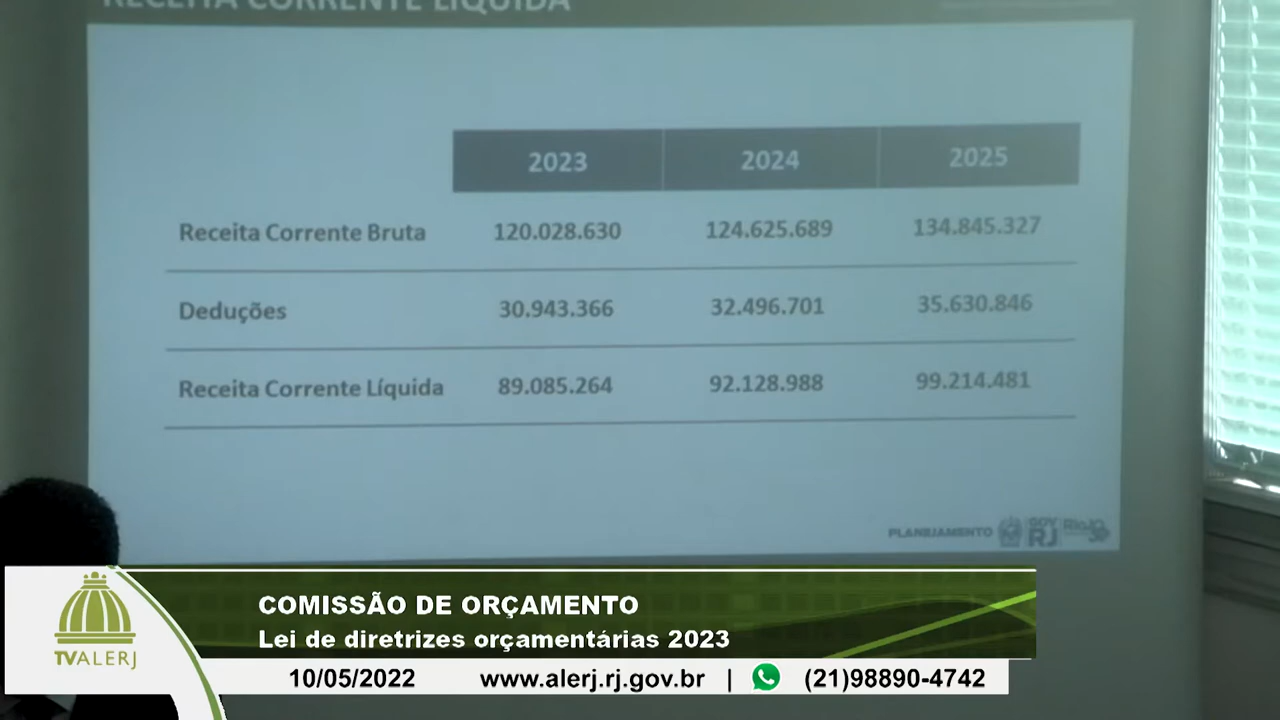 RECEITA CORRENTE LÍQUIDA
2023 2024 2025
Receita Corrente Bruta 120.028.630 124.625.689 134.845.327
Deduções 30.943.366 32.496.701 35.630.846
Receita Corrente Líquida 89.085.264 92.128.988 99.214.481
PLANEJAMENTO GOV RJ
COMISSÃO DE ORÇAMENTO
Lei de diretrizes orçamentárias 2023
TVALERJ
10/05/2022 www.alerj.rj.gov.br | (21)98890-4742